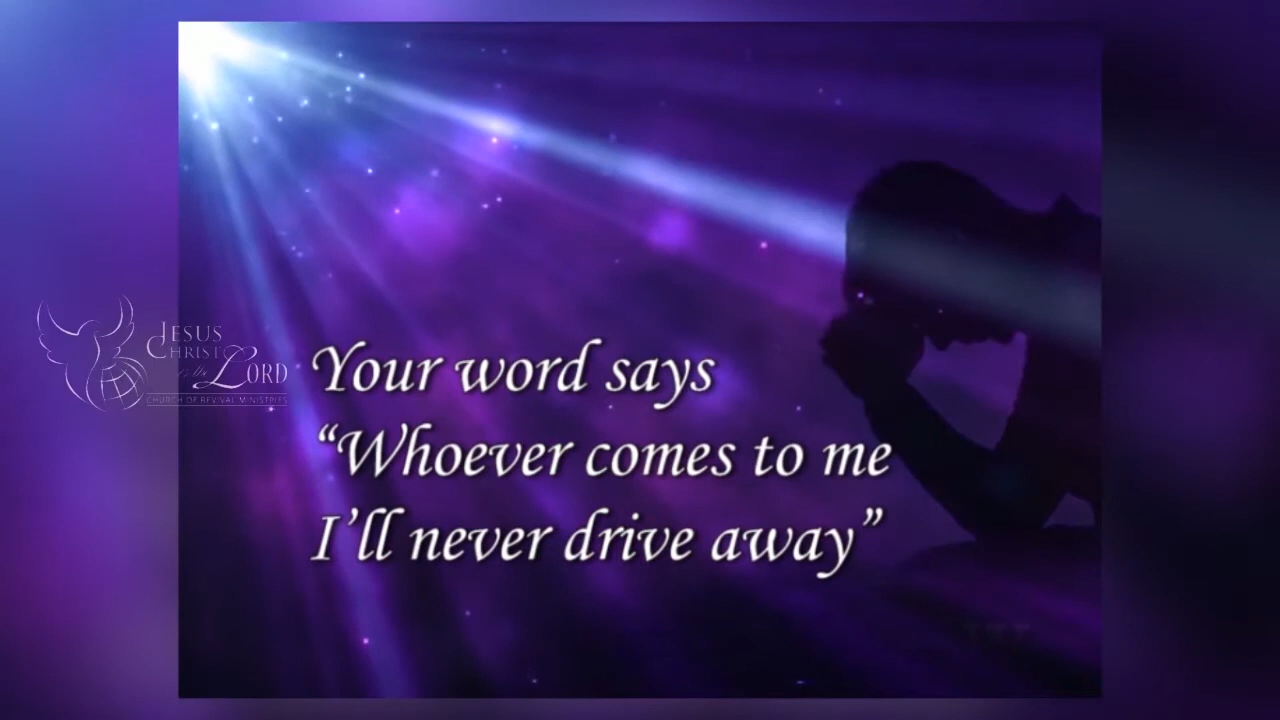 JESUS
CHRIST
is the LORD
CHURCH OF REVIVAL MINISTRIES
Your word says
“Whoever comes to me
I’ll never drive away”